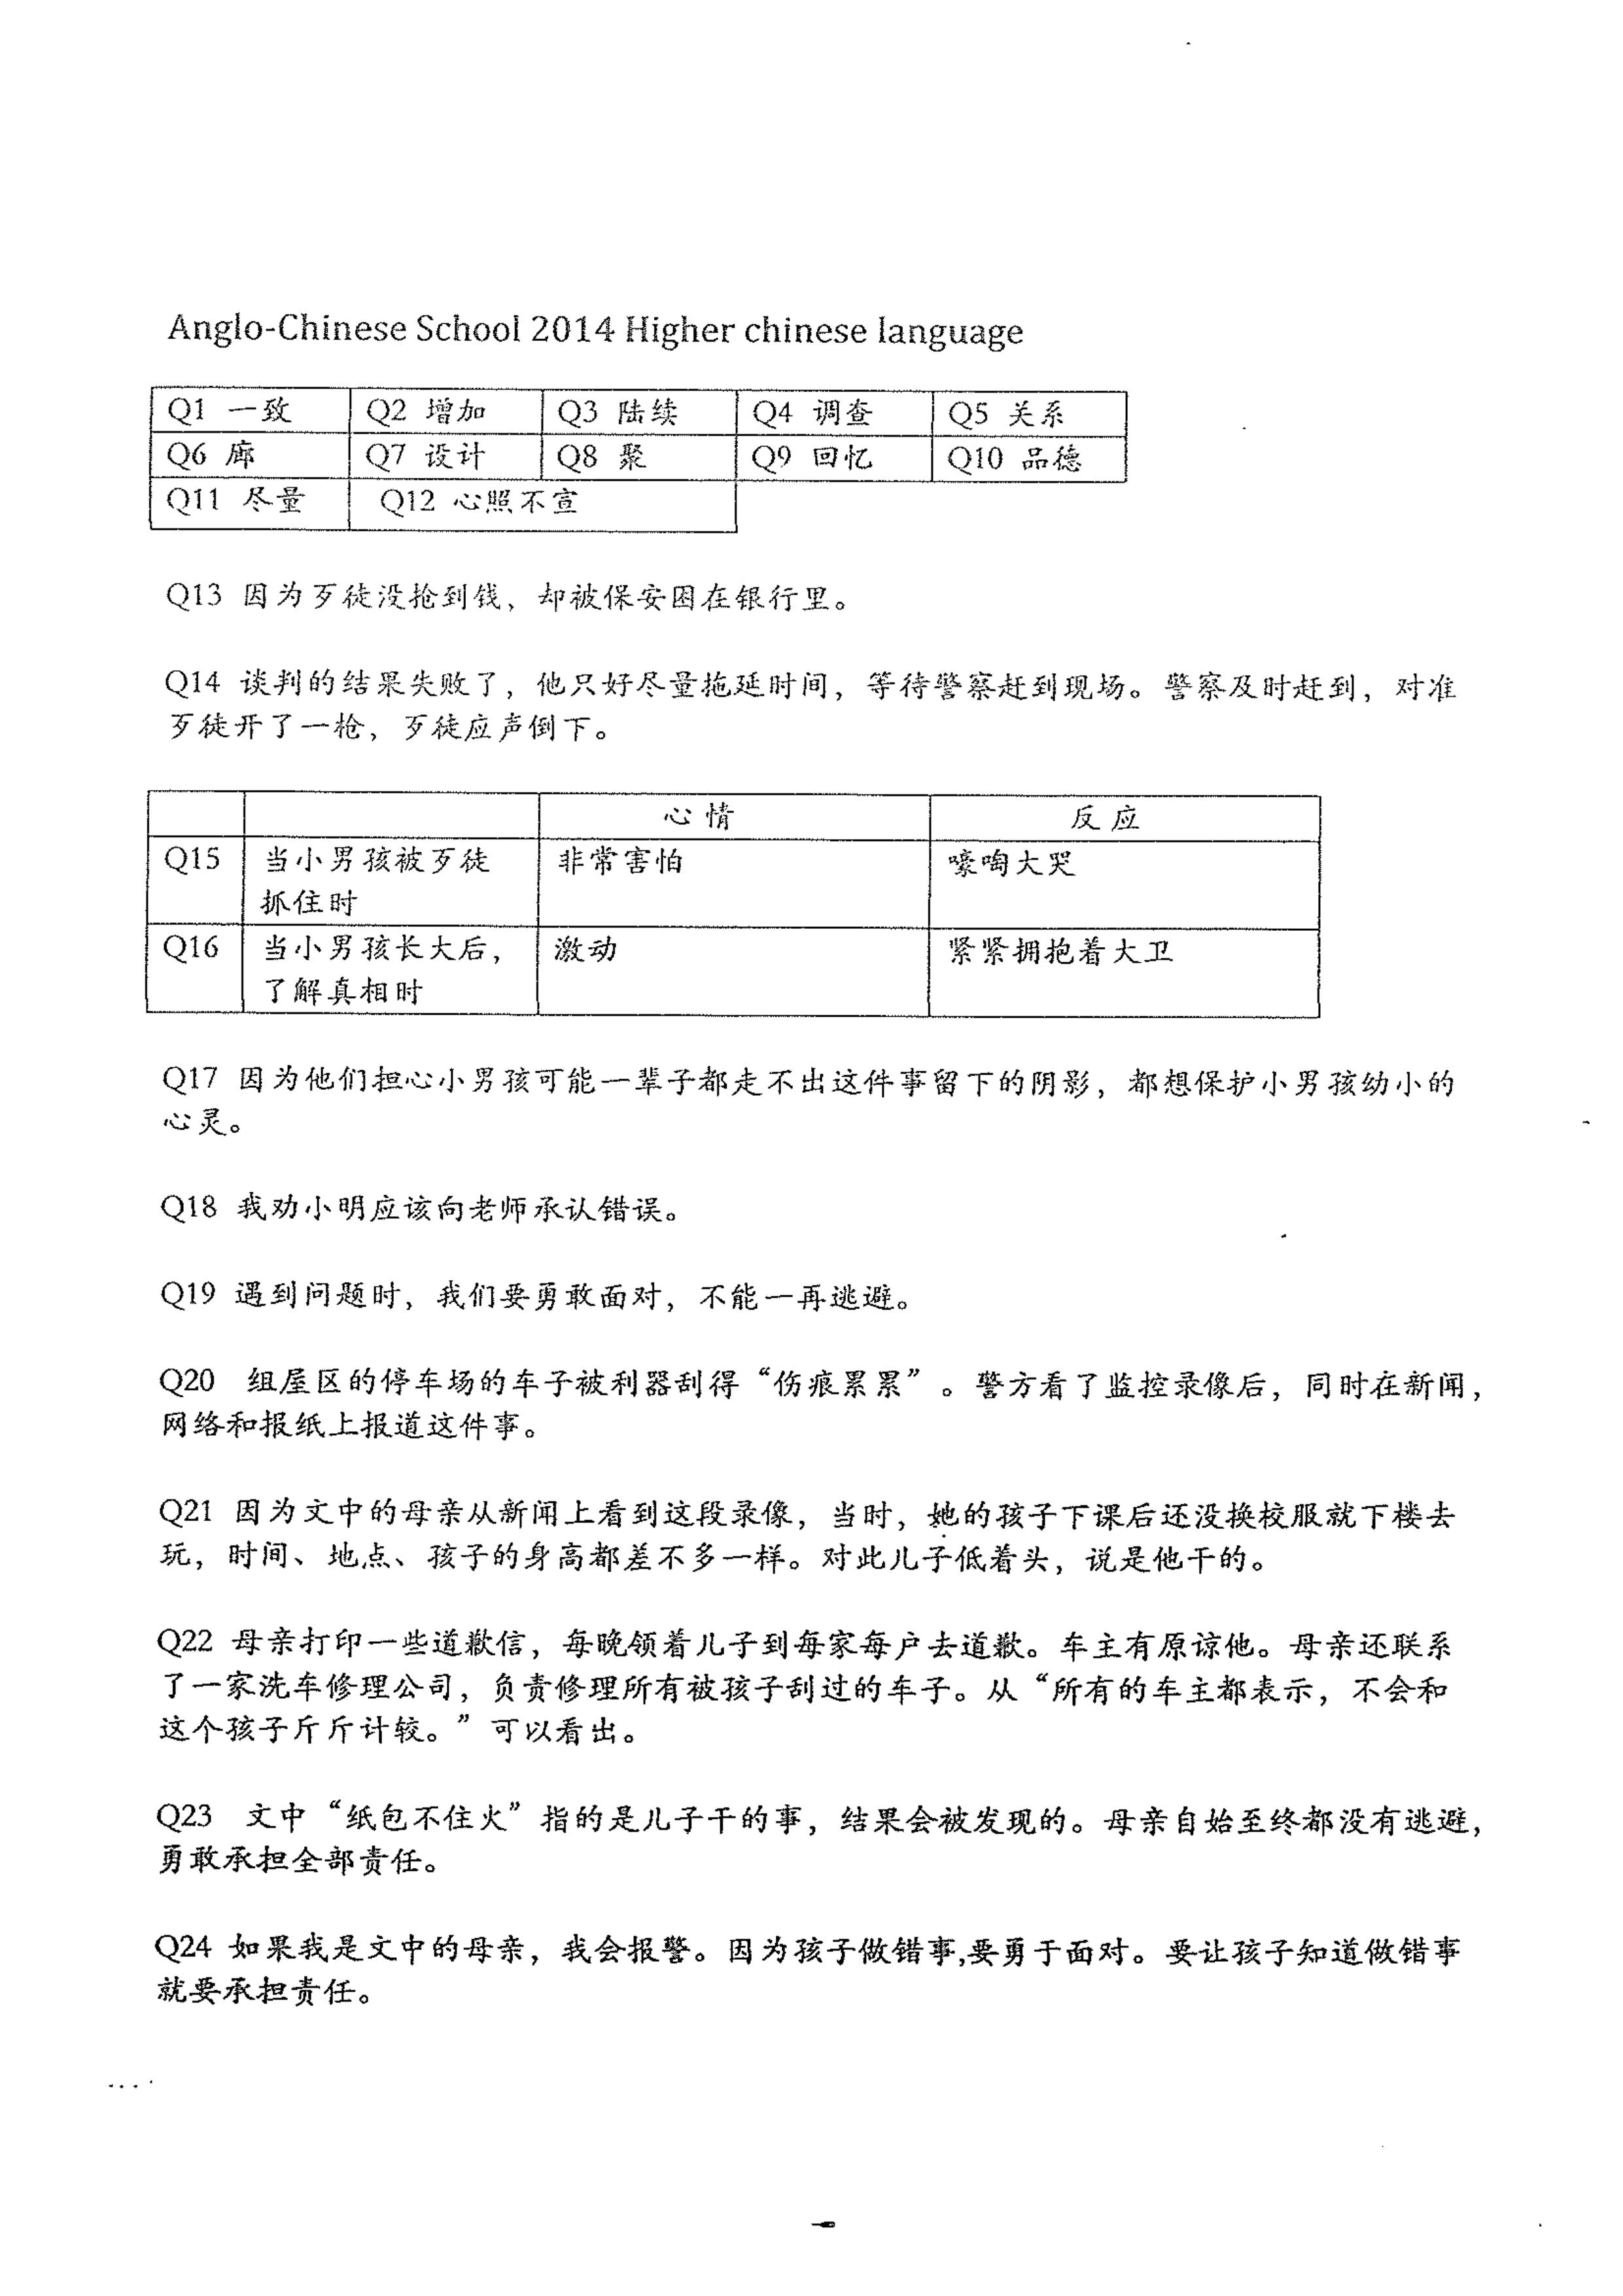 Anglo-Chinese School 2014 Higher chinese language
Q1 一致 Q2 增加 Q3 陆续 Q4 调查 Q5 关系
Q6 廊 Q7 设计 Q8 聚 Q9 回忆 Q10 品德
Q11 尽量 Q12 心照不宣
Q13 因为歹徒没抢到钱，却被保安困在银行里。
Q14 谈判的结果失败了，他只好尽量拖延时间，等待警察赶到现场。警察及时赶到，对准
歹徒开了一枪，歹徒应声倒下。
心情 反应
Q15 当小男孩被歹徒 非常害怕 嚎啕大哭
抓住时
Q16 当小男孩长大后， 激动 紧紧拥抱着大卫
了解真相时
Q17 因为他们担心小男孩可能一辈子都走不出这件事留下的阴影，都想保护小男孩幼小的
心灵。
Q18 我劝小明应该向老师承认错误。
Q19 遇到问题时，我们要勇敢面对，不能一再逃避。
Q20 组屋区的停车场的车子被利器刮得“伤痕累累”。警方看了监控录像后，同时在新闻，
网络和报纸上报道这件事。
Q21 因为文中的母亲从新闻上看到这段录像，当时，她的孩子下课后还没换校服就下楼去
玩，时间、地点、孩子的身高都差不多一样。对此儿子低着头，说是他干的。
Q22 母亲打印一些道歉信，每晚领着儿子到每家每户去道歉。车主有原谅他。母亲还联系
了一家洗车修理公司，负责修理所有被孩子刮过的车子。从“所有的车主都表示，不会和
这个孩子斤斤计较。”可以看出。
Q23 文中“纸包不住火”指的是儿子干的事，结果会被发现的。母亲自始至终都没有逃避，
勇敢承担全部责任。
Q24 如果我是文中的母亲，我会报警。因为孩子做错事,要勇于面对。要让孩子知道做错事
就要承担责任。